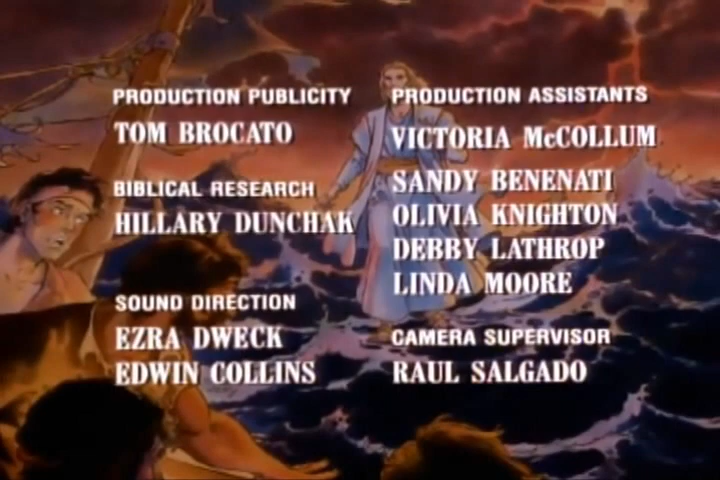 PRODUCTION PUBLICITY
TOM BROCATO
BIBLICAL RESEARCH
HILLARY DUNCHAK
SOUND DIRECTION
EZRA DWECK
EDWIN COLLINS
PRODUCTION ASSISTANTS
VICTORIA McCOLLUM
SANDY BENENATI
OLIVIA KNIGHTON
DEBBY LATHROP
LINDA MOORE
CAMERA SUPERVISOR
RAUL SALGADO